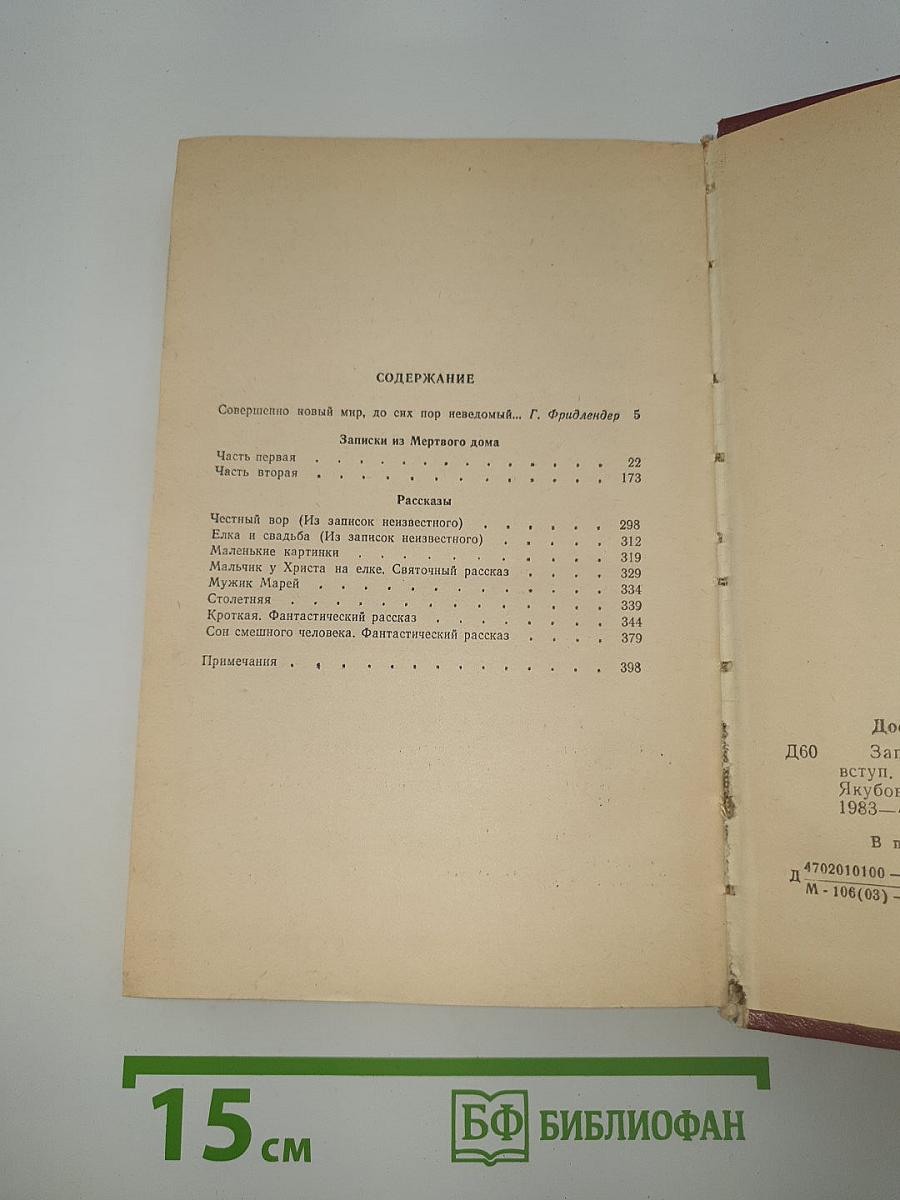 СОДЕРЖАНИЕ
Совершенно новый мир, до сих пор неведомый... Г. Фридлендер 5
Записки из Мертвого дома
Часть первая . . . . . . . . . . . . 22
Часть вторая . . . . . . . . . . . . 173
Рассказы
Честный вор (Из записок неизвестного) . . . . . 298
Елка и свадьба (Из записок неизвестного) . . . . 312
Маленькие картинки . . . . . . . . . . 319
Мальчик у Христа на елке. Святочный рассказ . . . . 329
Мужик Марей . . . . . . . . . . . . 334
Столетняя . . . . . . . . . . . . . 339
Кроткая. Фантастический рассказ . . . . . . . 344
Сон смешного человека. Фантастический рассказ . . . . 379
Примечания . . . . . . . . . . . . . 398
Д60
вступ.
1983—
В
Д 4702010100 —
М - 106(03) —
15 см
БФ БИБЛИОФАН